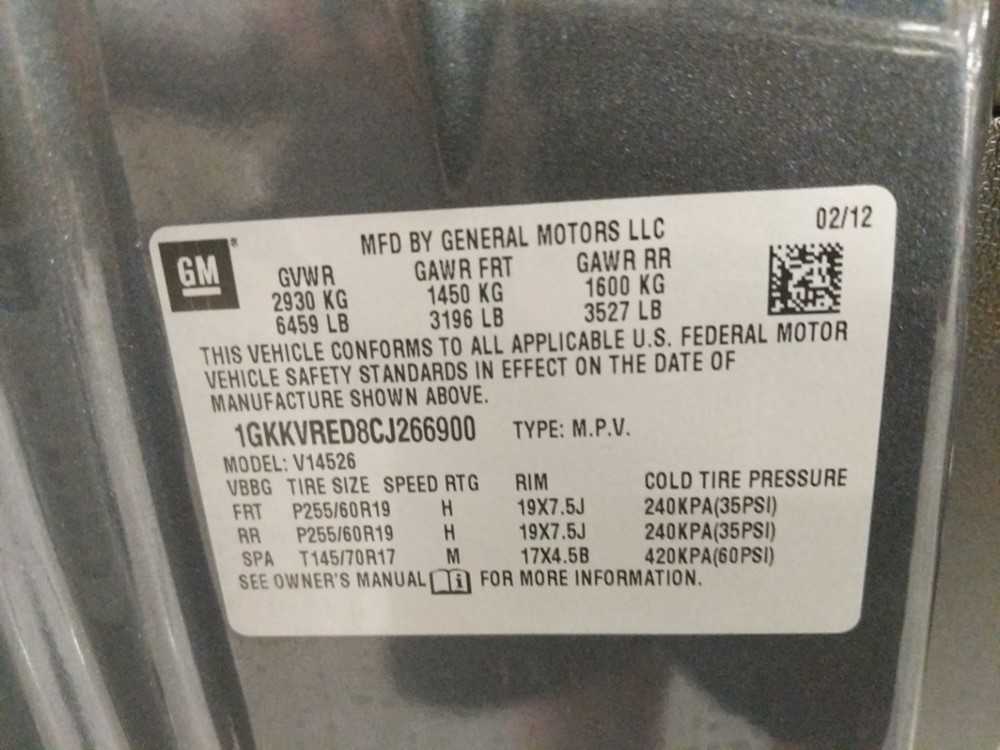 GM®
MFD BY GENERAL MOTORS LLC 02/12
GVWR GAWR FRT GAWR RR
2930 KG 1450 KG 1600 KG
6459 LB 3196 LB 3527 LB
THIS VEHICLE CONFORMS TO ALL APPLICABLE U.S. FEDERAL MOTOR
VEHICLE SAFETY STANDARDS IN EFFECT ON THE DATE OF
MANUFACTURE SHOWN ABOVE.
1GKKVRED8CJ266900 TYPE: M.P.V.
MODEL: V14526
VBBG TIRE SIZE SPEED RTG RIM COLD TIRE PRESSURE
FRT P255/60R19 H 19X7.5J 240KPA(35PSI)
RR P255/60R19 H 19X7.5J 240KPA(35PSI)
SPA T145/70R17 M 17X4.5B 420KPA(60PSI)
SEE OWNER'S MANUAL FOR MORE INFORMATION.